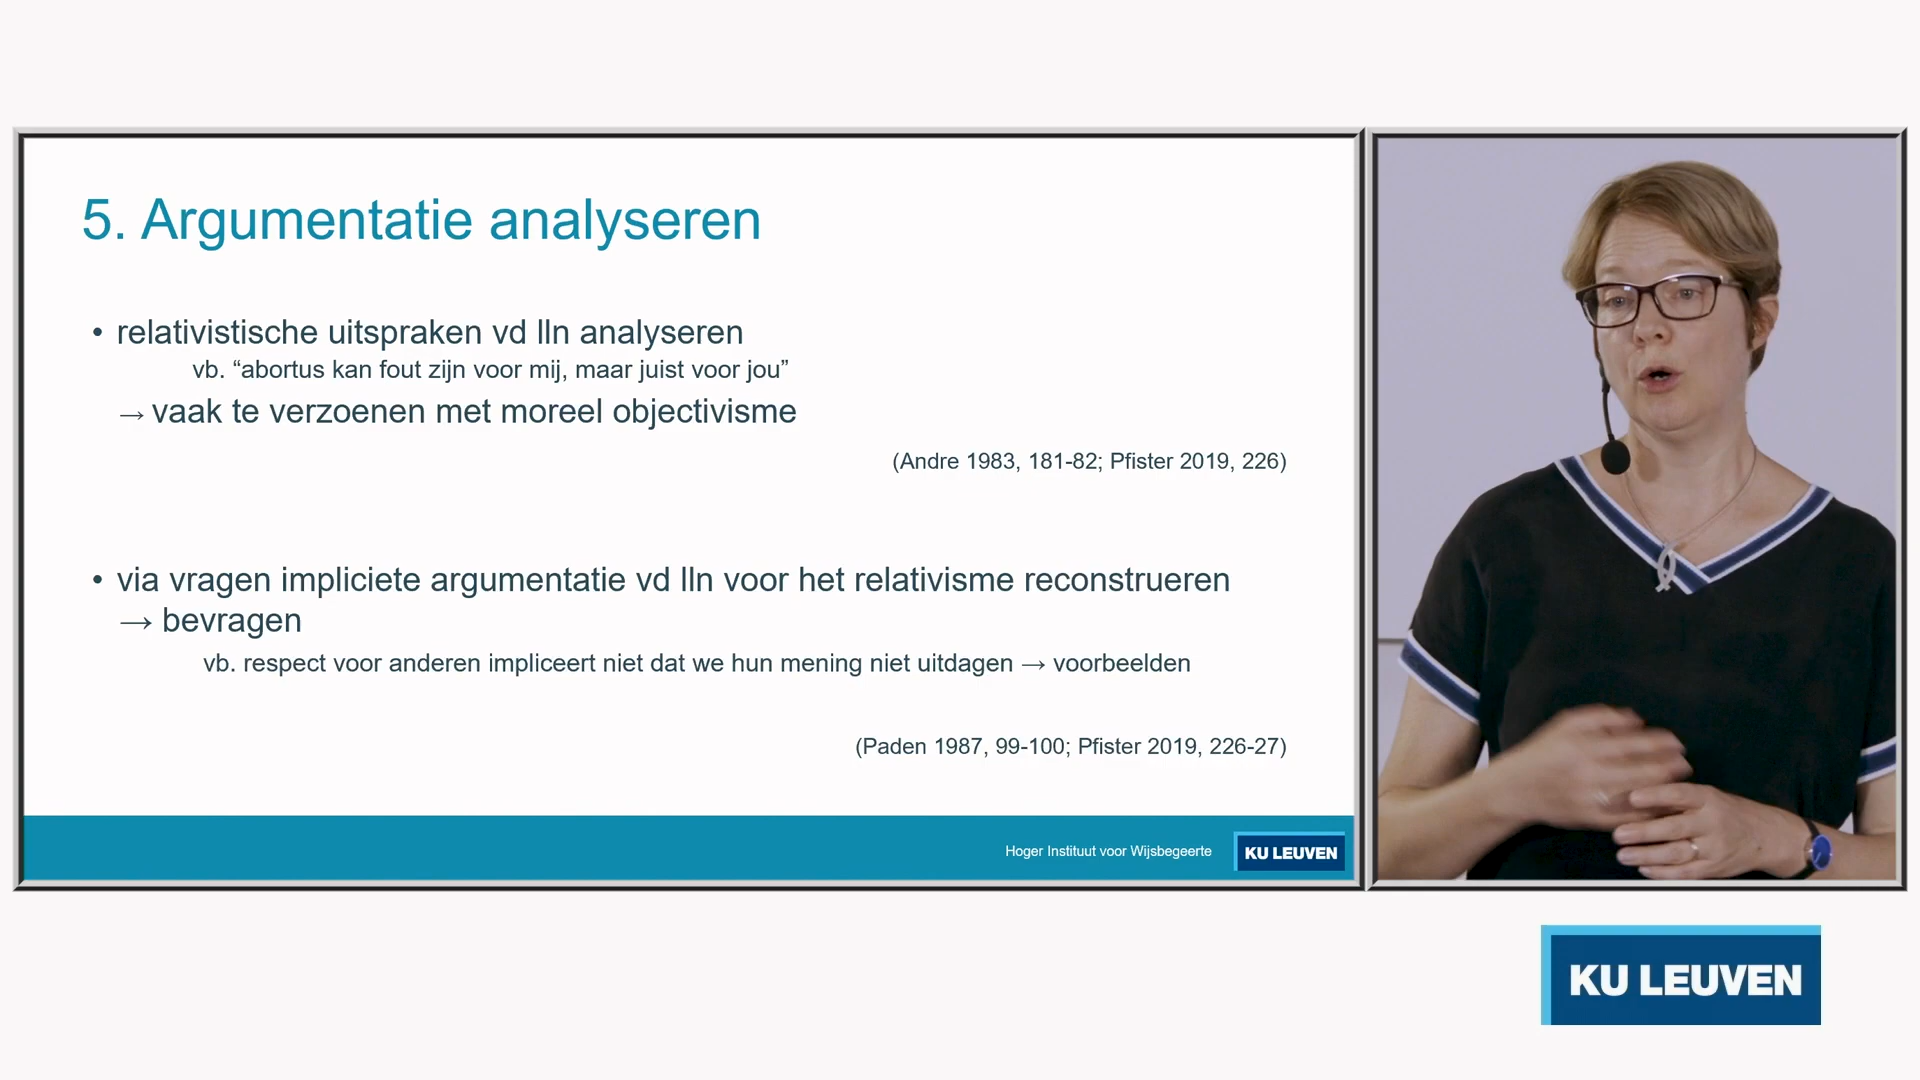 5. Argumentatie analyseren
• relativistische uitspraken vd lln analyseren
vb. “abortus kan fout zijn voor mij, maar juist voor jou”
→ vaak te verzoenen met moreel objectivisme
(Andre 1983, 181-82; Pfister 2019, 226)
• via vragen impliciete argumentatie vd lln voor het relativisme reconstrueren
→ bevragen
vb. respect voor anderen impliceert niet dat we hun mening niet uitdagen → voorbeelden
(Paden 1987, 99-100; Pfister 2019, 226-27)
Hoger Instituut voor Wijsbegeerte
KU LEUVEN
KU LEUVEN